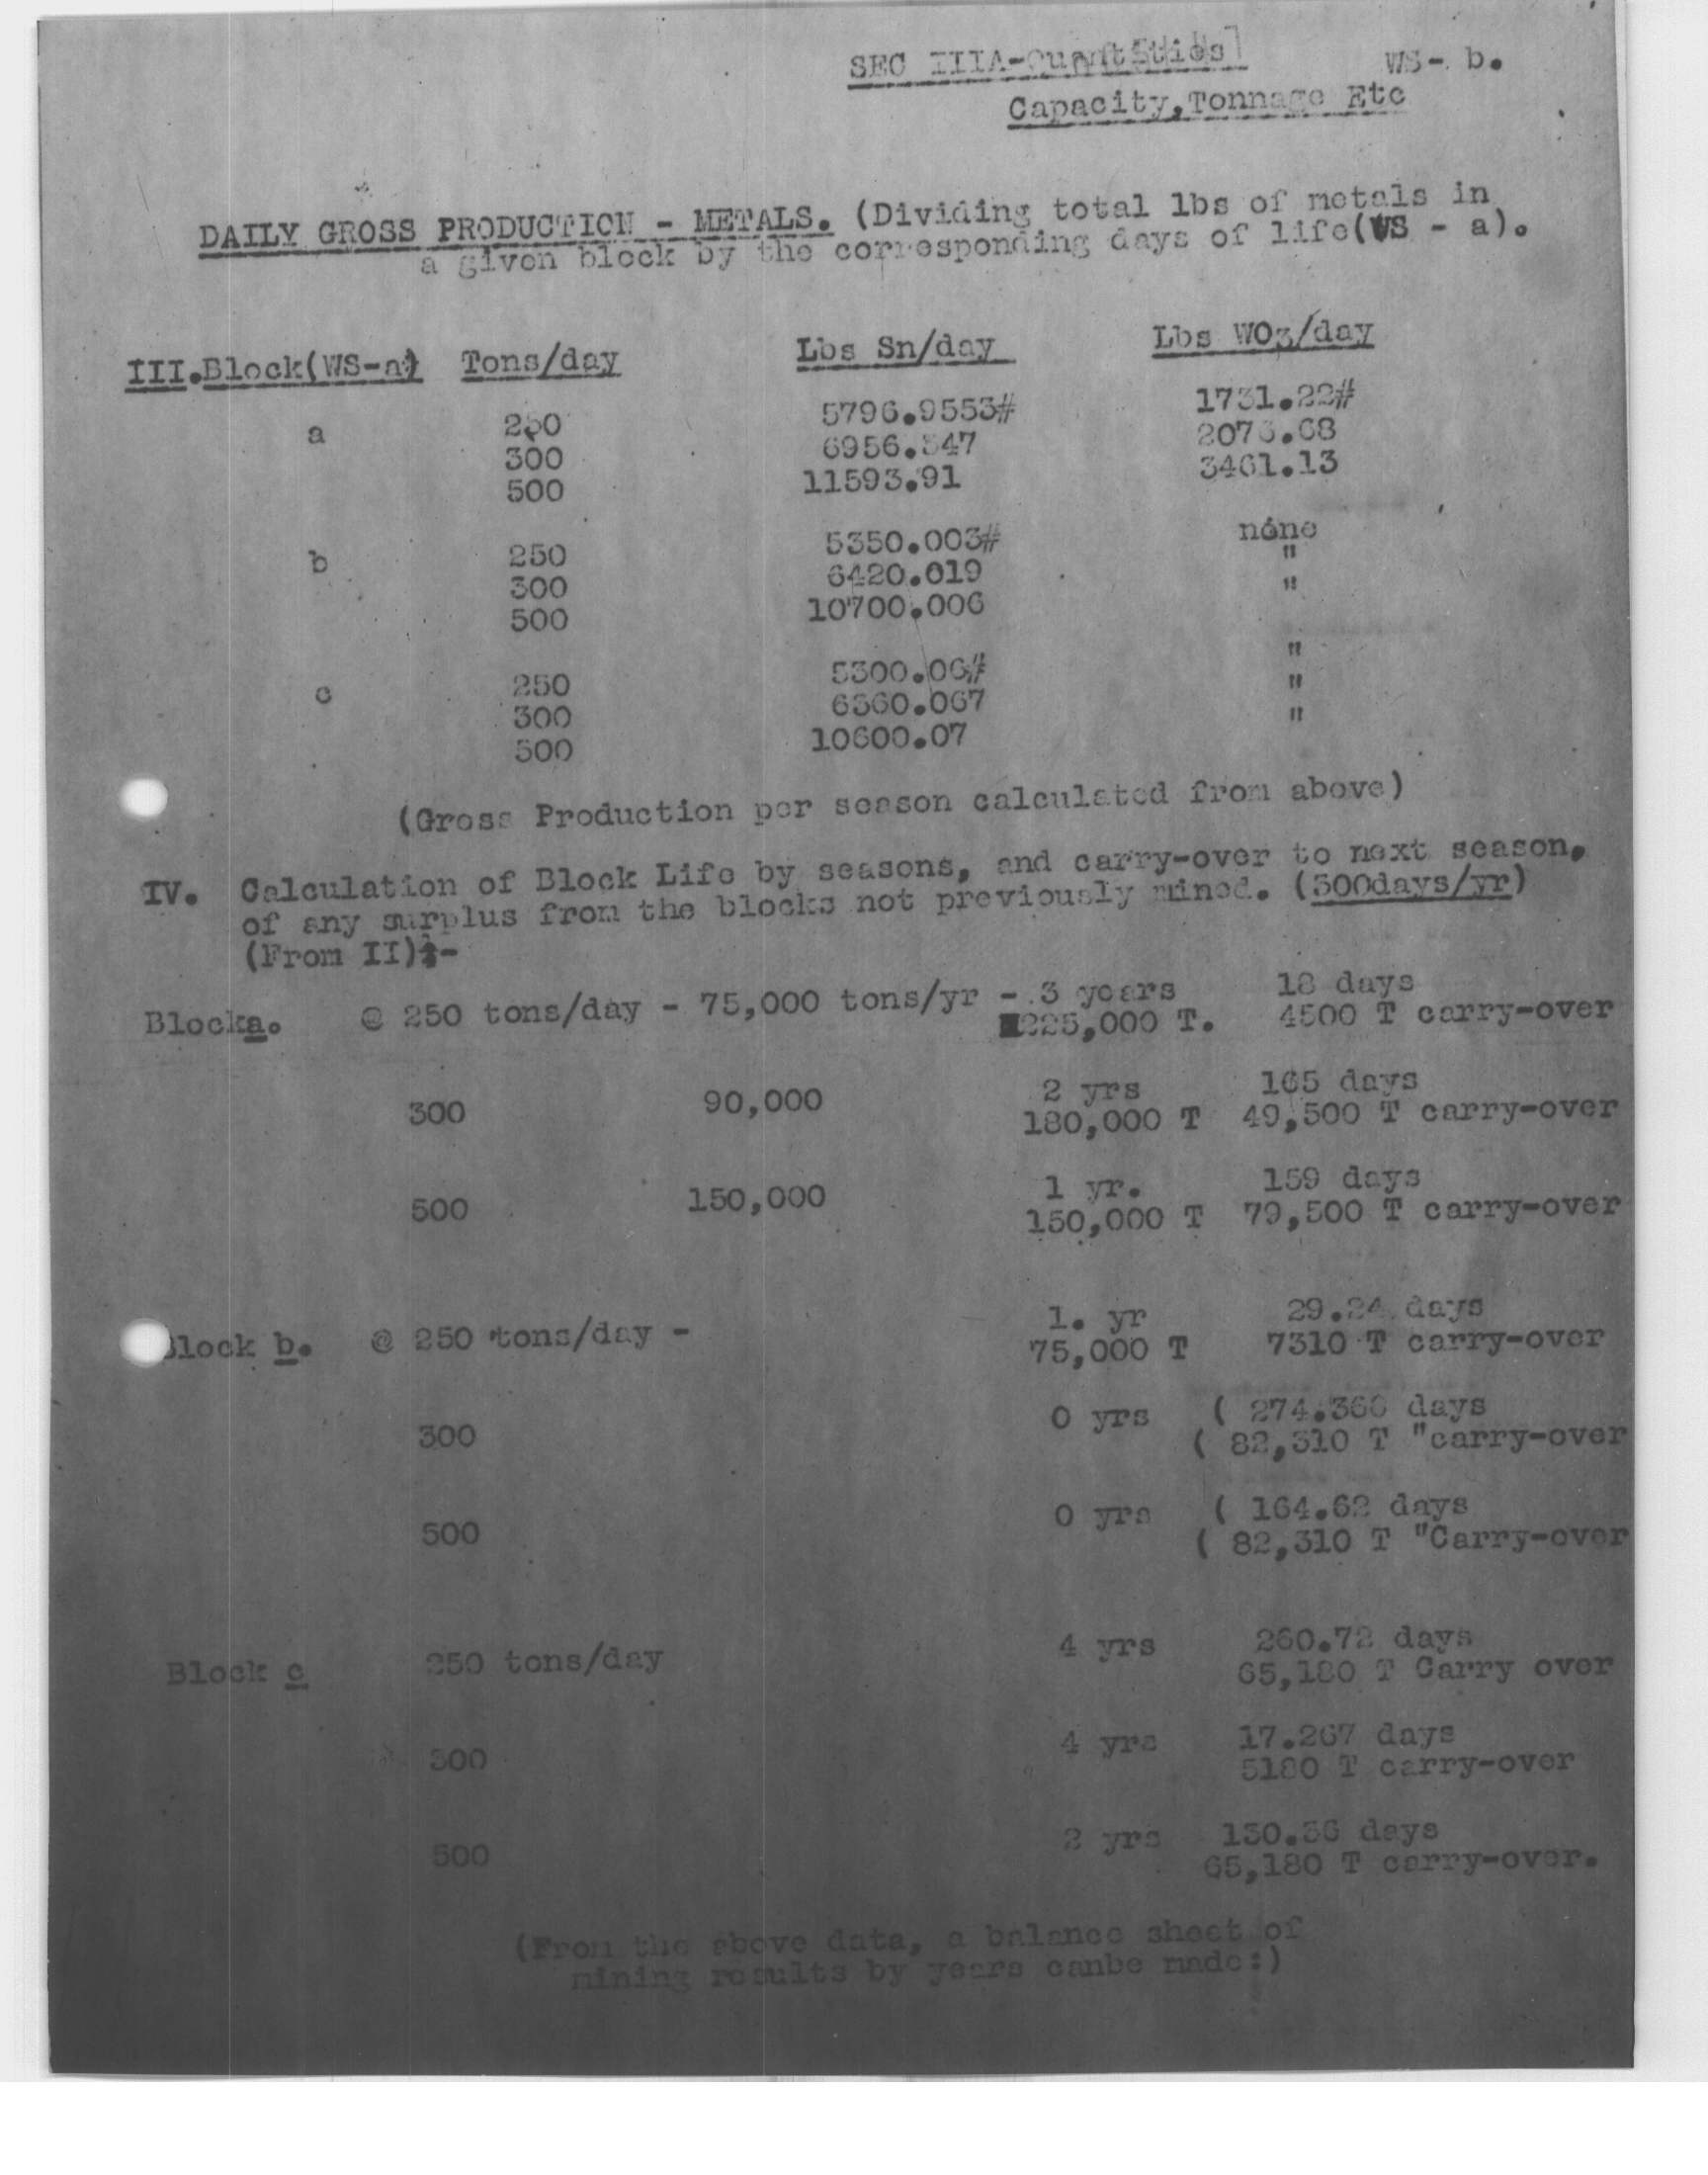 SEC IIIA-Quantities WS- b.
Capacity,Tonnage Etc
DAILY GROSS PRODUCTION - METALS. (Dividing total lbs of metals in
a given block by the corresponding days of life(WS - a).
III.Block(WS-a) Tons/day Lbs Sn/day Lbs WO3/day
a 250 5796.9553# 1731.22#
300 6956.347 2076.68
500 11593.91 3461.13
b 250 5350.003# none
300 6420.019 "
500 10700.006 "
c 250 5300.06# "
300 6360.067 "
500 10600.07 "
(Gross Production per season calculated from above)
IV. Calculation of Block Life by seasons, and carry-over to next season,
of any surplus from the blocks not previously mined. (300days/yr)
(From II):-
Blocka. @ 250 tons/day - 75,000 tons/yr - 3 years 18 days
225,000 T. 4500 T carry-over
300 90,000 2 yrs 165 days
180,000 T 49,500 T carry-over
500 150,000 1 yr. 159 days
150,000 T 79,500 T carry-over
Block b. @ 250 tons/day - 1. yr 29.24 days
75,000 T 7310 T carry-over
300 0 yrs ( 274.366 days
( 82,310 T "carry-over
500 0 yrs ( 164.62 days
( 82,310 T "Carry-over
Block c 250 tons/day 4 yrs 260.72 days
65,180 T Carry over
300 4 yrs 17.267 days
5180 T carry-over
500 2 yrs 130.36 days
65,180 T carry-over.
(From the above data, a balance sheet of
mining results by years canbe made:)